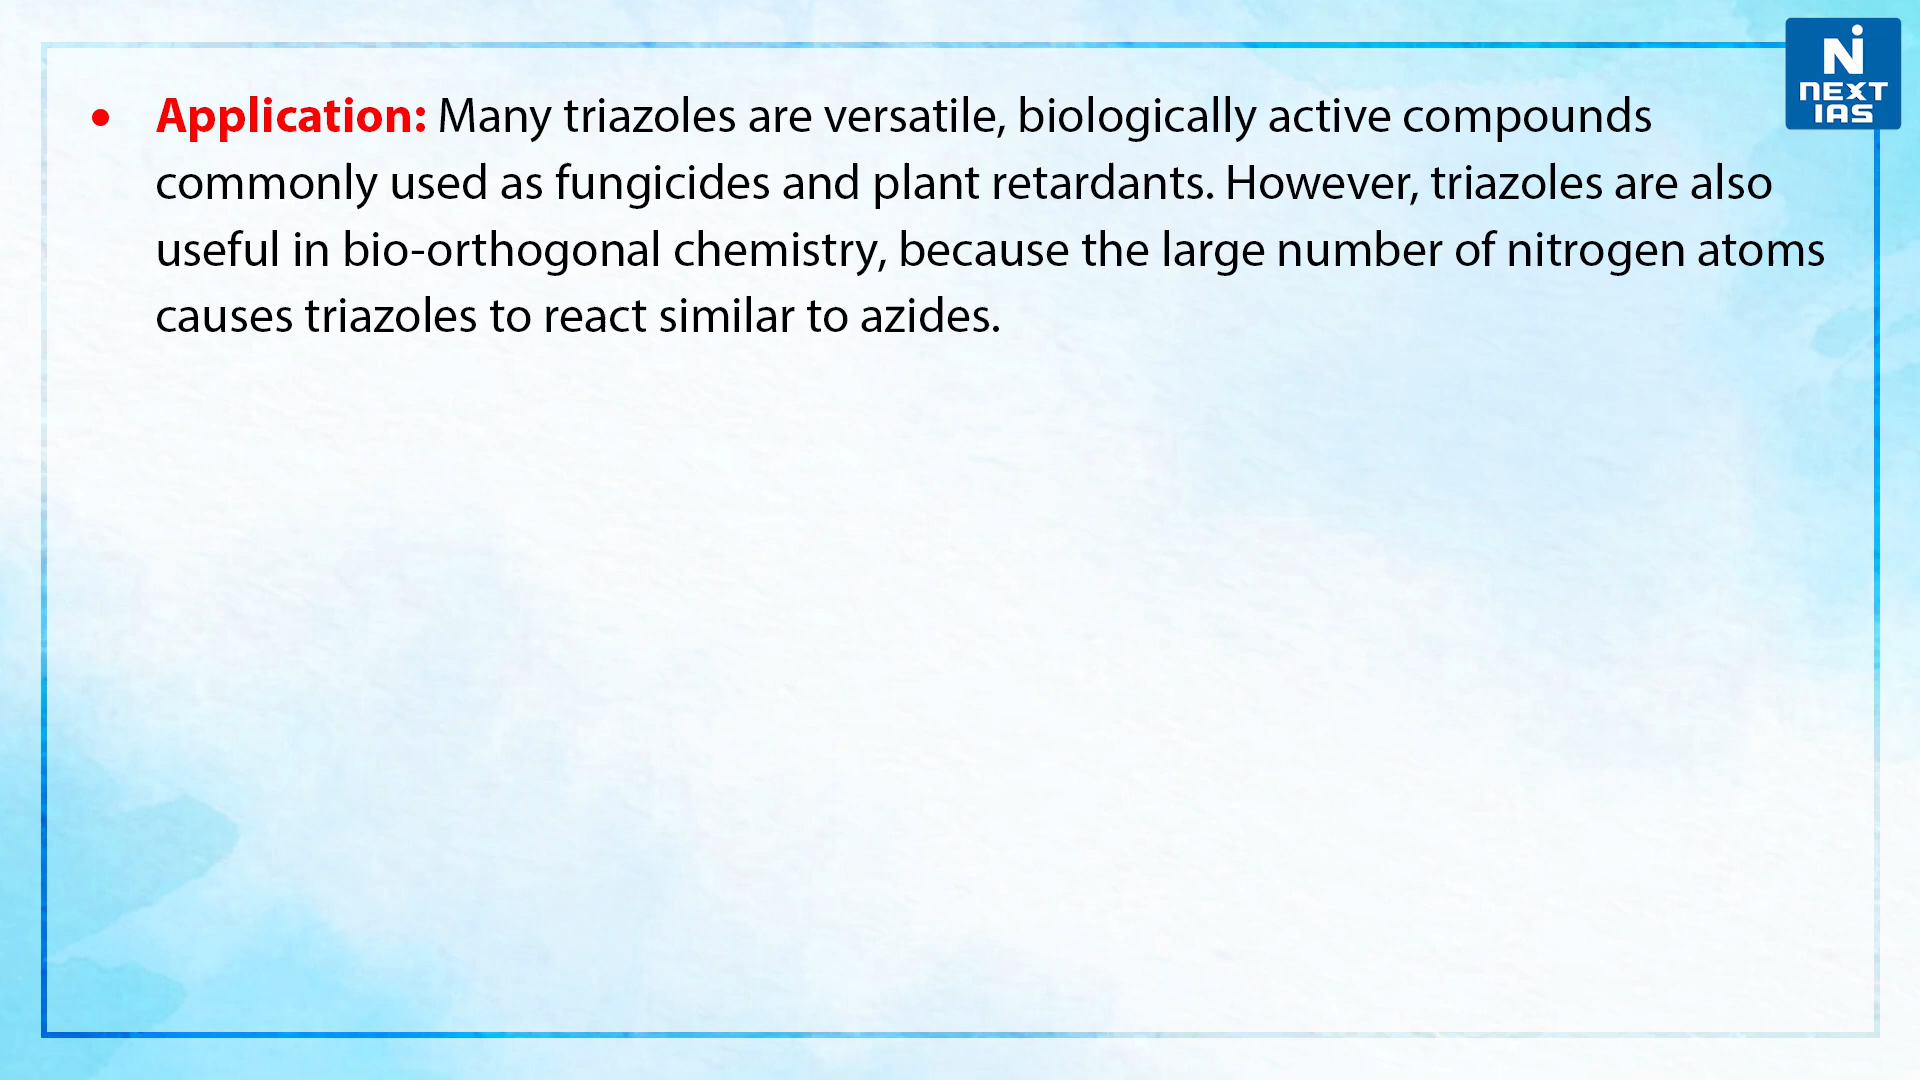 • Application: Many triazoles are versatile, biologically active compounds
commonly used as fungicides and plant retardants. However, triazoles are also
useful in bio-orthogonal chemistry, because the large number of nitrogen atoms
causes triazoles to react similar to azides.
N
NEXT
IAS